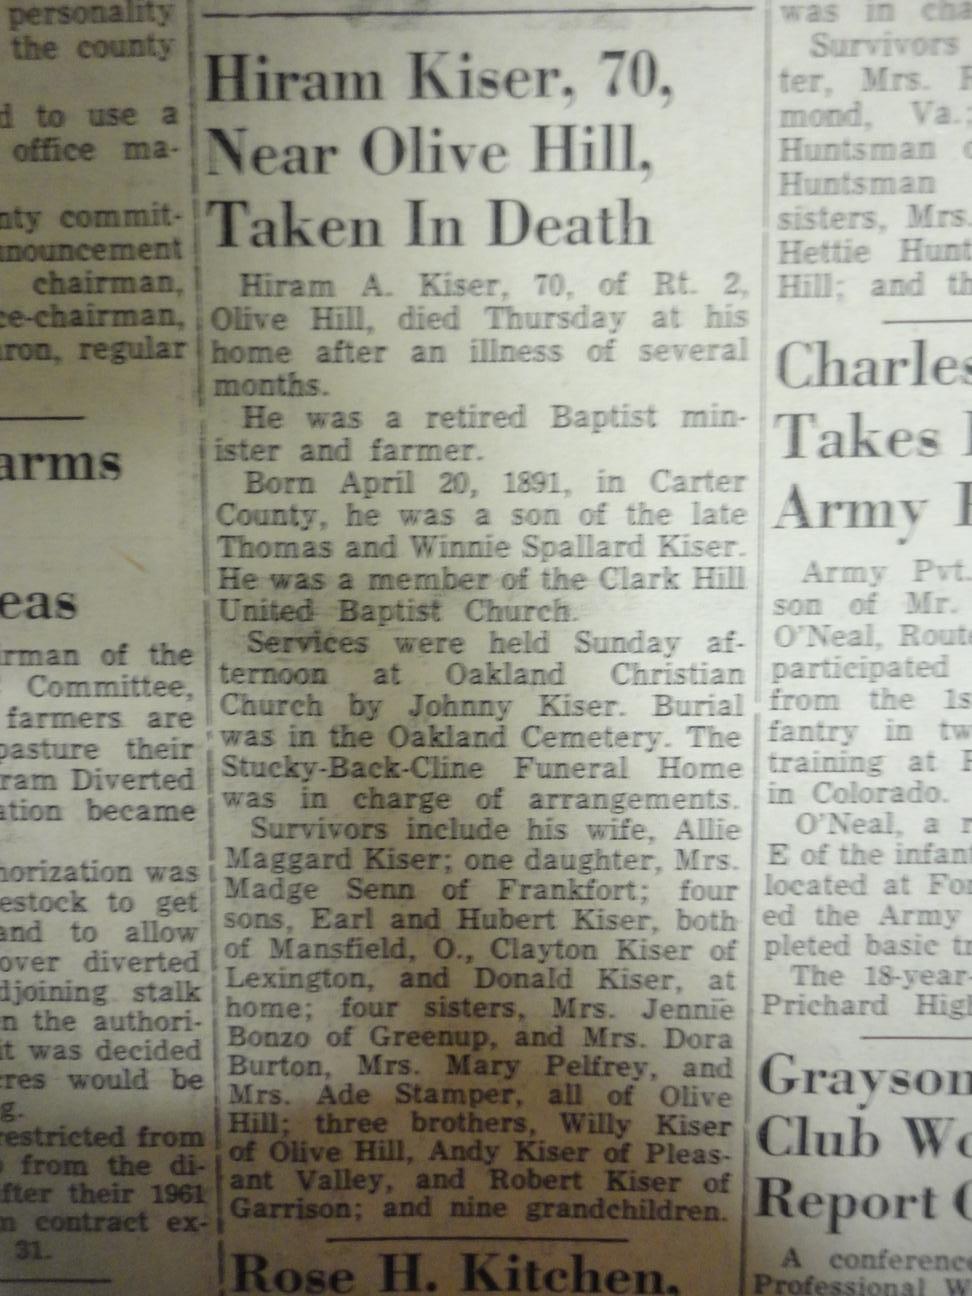 personality
the county
d to use a
office ma-
nty commit-
nnouncement
chairman,
ce-chairman,
aron, regular
arms
eas
irman of the
Committee,
farmers are
pasture their
ram Diverted
ation became
horization was
estock to get
and to allow
over diverted
djoining stalk
n the authori-
it was decided
cres would be
g.
restricted from
from the di-
fter their 1961
n contract ex-
31.
Hiram Kiser, 70,
Near Olive Hill,
Taken In Death
Hiram A. Kiser, 70, of Rt. 2,
Olive Hill, died Thursday at his
home after an illness of several
months.
He was a retired Baptist min-
ister and farmer.
Born April 20, 1891, in Carter
County, he was a son of the late
Thomas and Winnie Spallard Kiser.
He was a member of the Clark Hill
United Baptist Church.
Services were held Sunday af-
ternoon at Oakland Christian
Church by Johnny Kiser. Burial
was in the Oakland Cemetery. The
Stucky-Back-Cline Funeral Home
was in charge of arrangements.
Survivors include his wife, Allie
Maggard Kiser; one daughter, Mrs.
Madge Senn of Frankfort; four
sons, Earl and Hubert Kiser, both
of Mansfield, O., Clayton Kiser of
Lexington, and Donald Kiser, at
home; four sisters, Mrs. Jennie
Bonzo of Greenup, and Mrs. Dora
Burton, Mrs. Mary Pelfrey, and
Mrs. Ade Stamper, all of Olive
Hill; three brothers, Willy Kiser
of Olive Hill, Andy Kiser of Pleas-
ant Valley, and Robert Kiser of
Garrison; and nine grandchildren.
Rose H. Kitchen,
was in cha
Survivors
ter, Mrs.
mond, Va.;
Huntsman
Huntsman
sisters, Mrs.
Hettie Hunt
Hill; and th
Charles
Takes
Army
Army Pvt.
son of Mr.
O'Neal, Route
participated
from the 1s
fantry in tw
training at F
in Colorado.
O'Neal, a
E of the infant
located at For
ed the Army
pleted basic tr
The 18-year-
Prichard High
Grayson
Club Wo
Report
A conference
Professional W